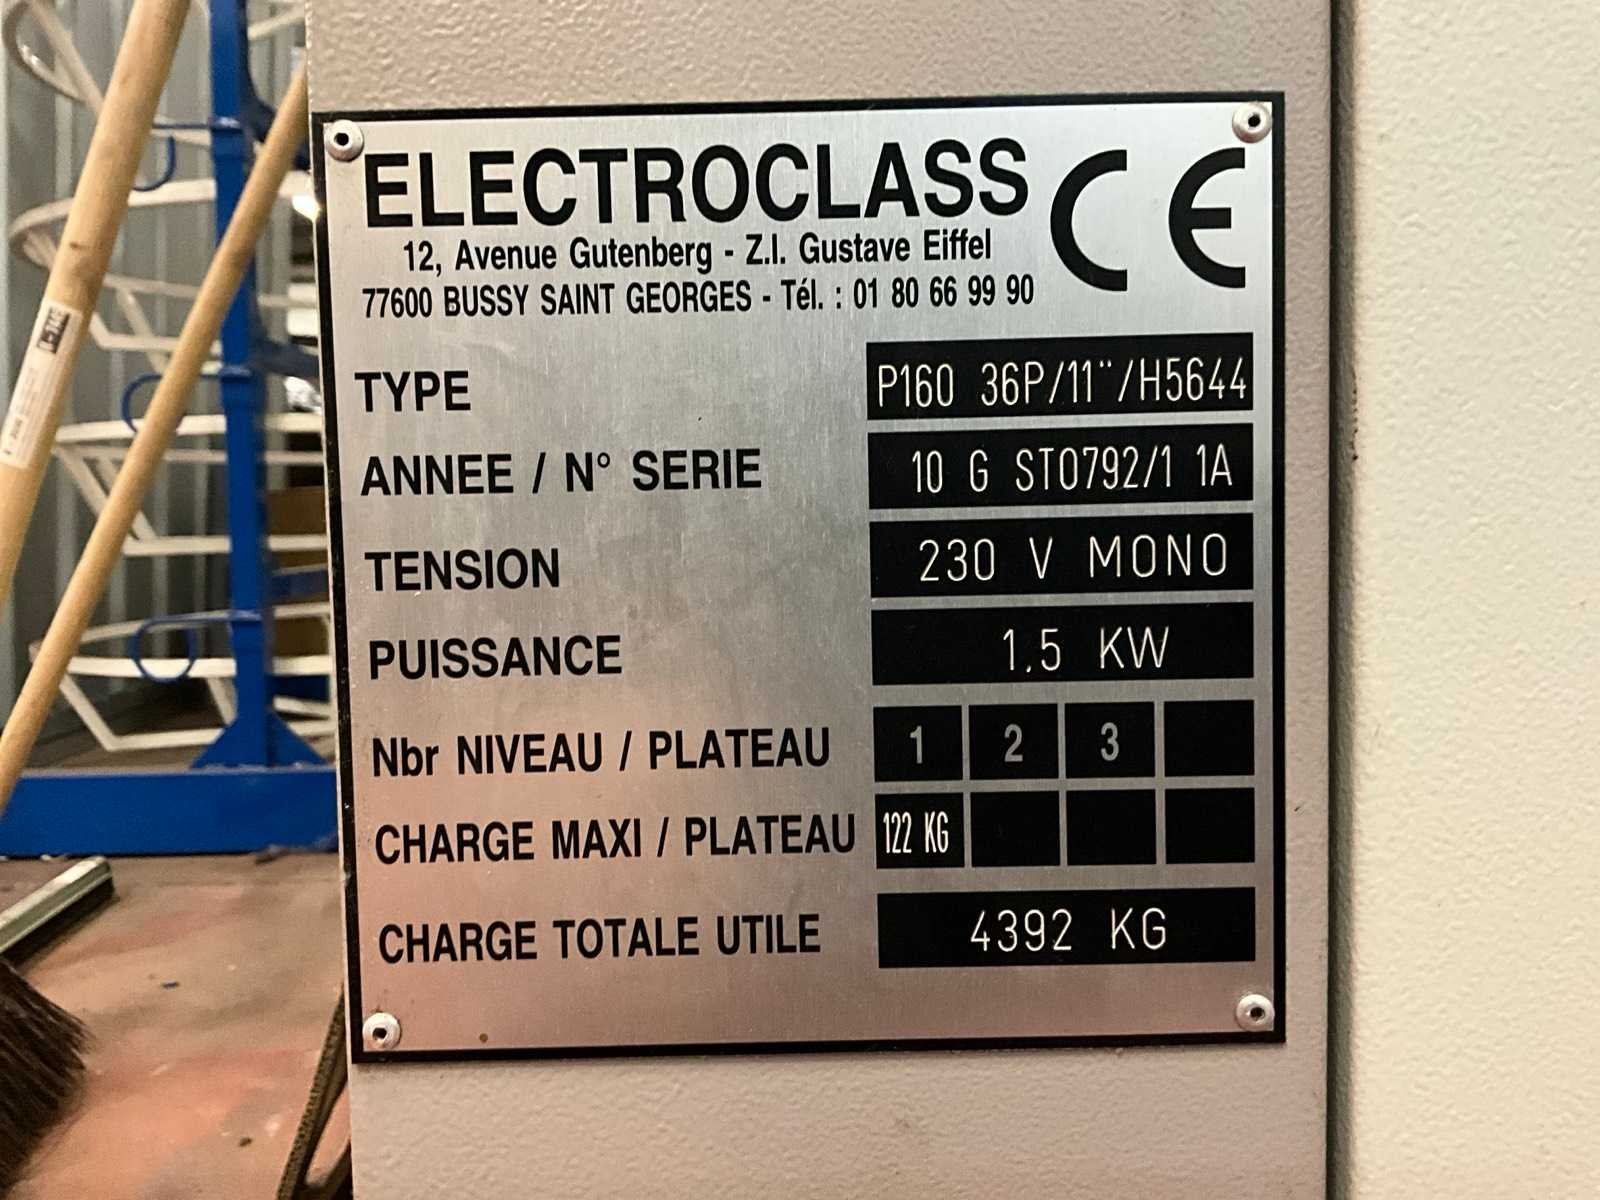 ELECTROCLASS CE
12, Avenue Gutenberg - Z.I. Gustave Eiffel
77600 BUSSY SAINT GEORGES - Tél. : 01 80 66 99 90
TYPE P160 36P/11"/H5644
ANNEE / N° SERIE 10 G ST0792/1 1A
TENSION 230 V MONO
PUISSANCE 1.5 KW
Nbr NIVEAU / PLATEAU 1 2 3
CHARGE MAXI / PLATEAU 122 KG
CHARGE TOTALE UTILE 4392 KG